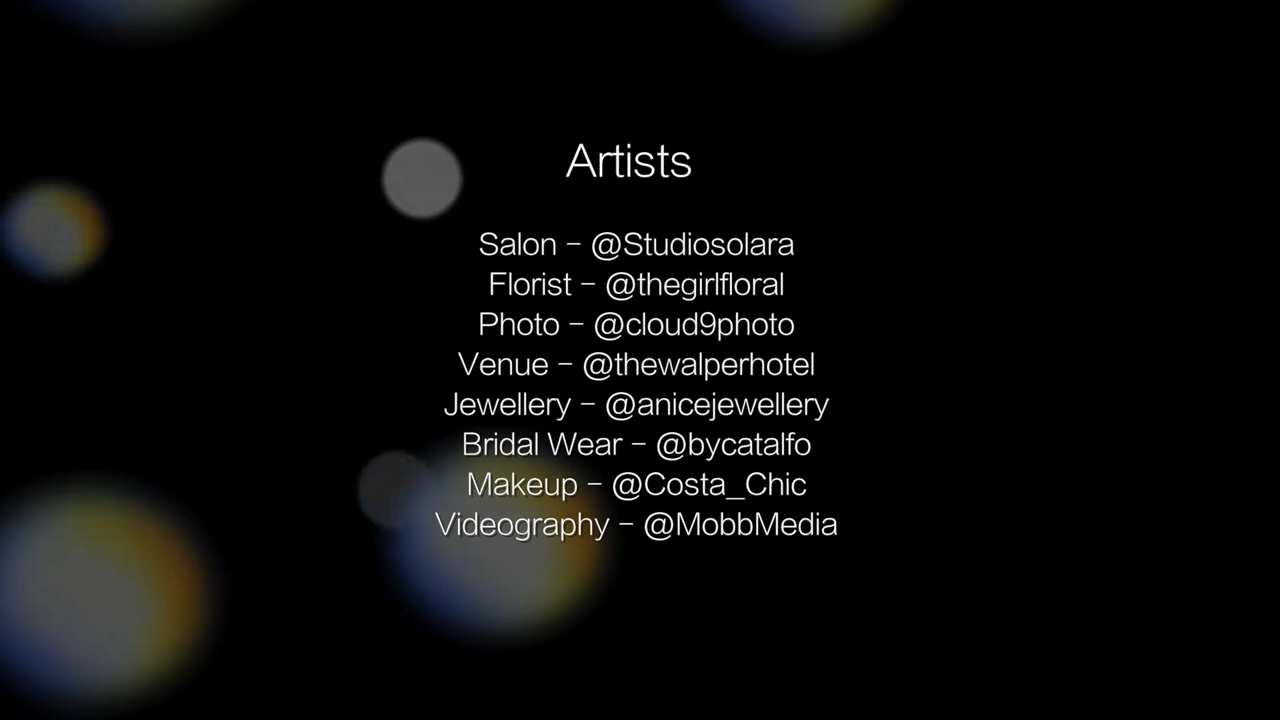 Artists
Salon - @Studiosolara
Florist - @thegirlfloral
Photo - @cloud9photo
Venue - @thewalperhotel
Jewellery - @anicejewellery
Bridal Wear - @bycatalfo
Makeup - @Costa_Chic
Videography - @MobbMedia